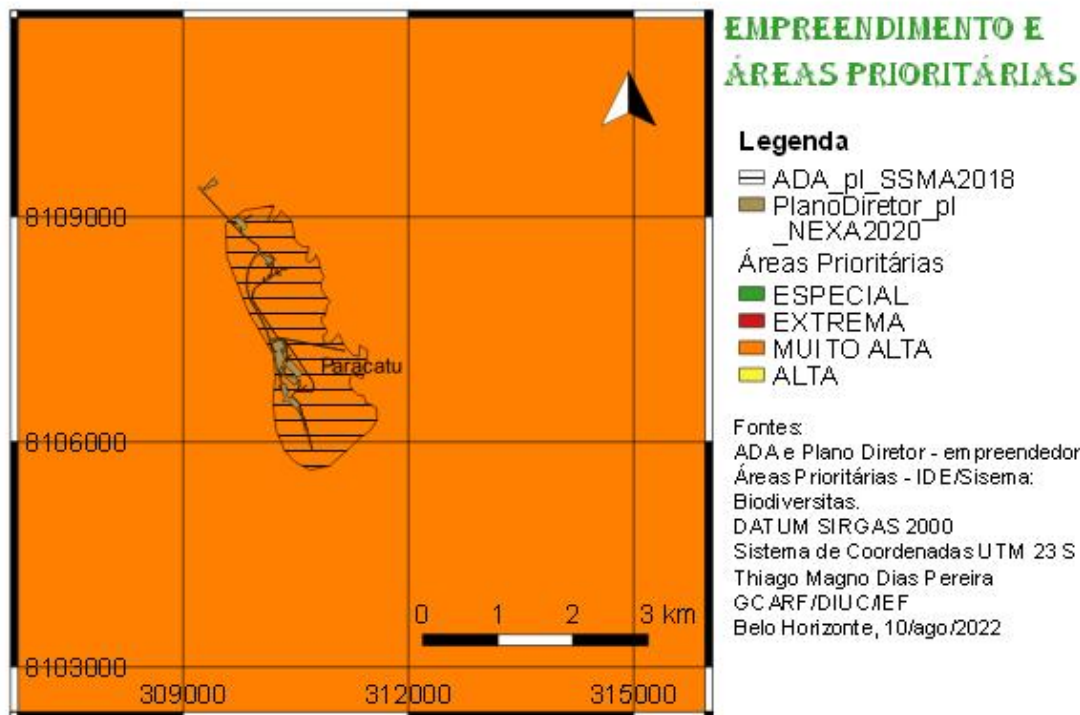 EMPREENDIMENTO E
ÁREAS PRIORITÁRIAS
Legenda
ADA_pl_SSMA2018
PlanoDiretor_pl
_NEXA2020
Áreas Prioritárias
ESPECIAL
EXTREMA
MUITO ALTA
ALTA
Fontes:
ADA e Plano Diretor - empreendedor
Áreas Prioritárias - IDE/Sisema:
Biodiversitas.
DATUM SIRGAS 2000
Sistema de Coordenadas UTM 23 S
Thiago Magno Dias Pereira
GCARF/DIUC/IEF
Belo Horizonte, 10/ago/2022
8109000
Paracatu
8106000
0 1 2 3 km
8103000
309000 312000 315000